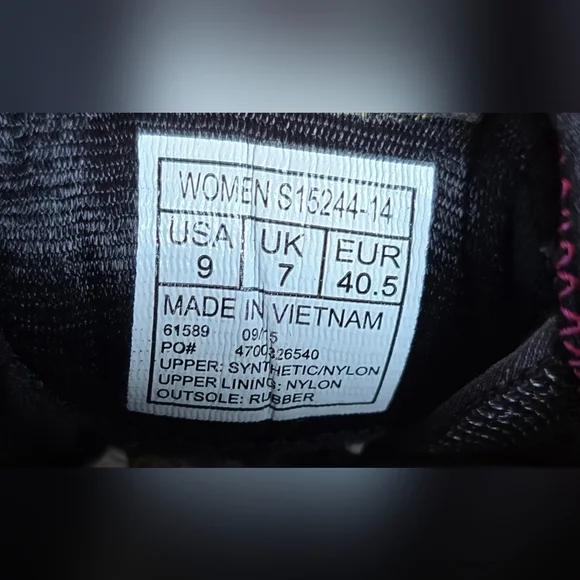 WOMEN S15244-14
USA UK EUR
9 7 40.5
MADE IN VIETNAM
61589 09/15
PO# 4700326540
UPPER: SYNTHETIC/NYLON
UPPER LINING: NYLON
OUTSOLE: RUBBER